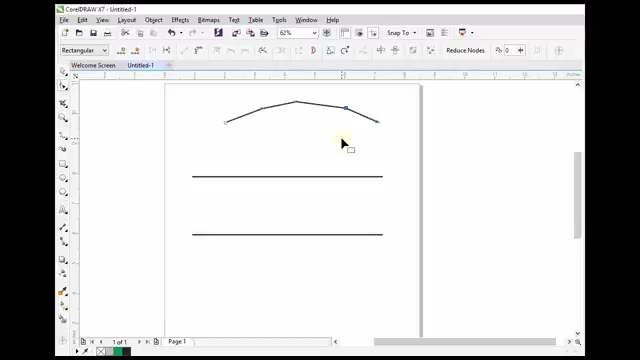 CorelDRAW X7 - Untitled-1
File Edit View Layout Object Effects Bitmaps Text Table Tools Window Help
62% Snap To
Rectangular Reduce Nodes 0
Welcome Screen Untitled-1
1 of 1 Page 1